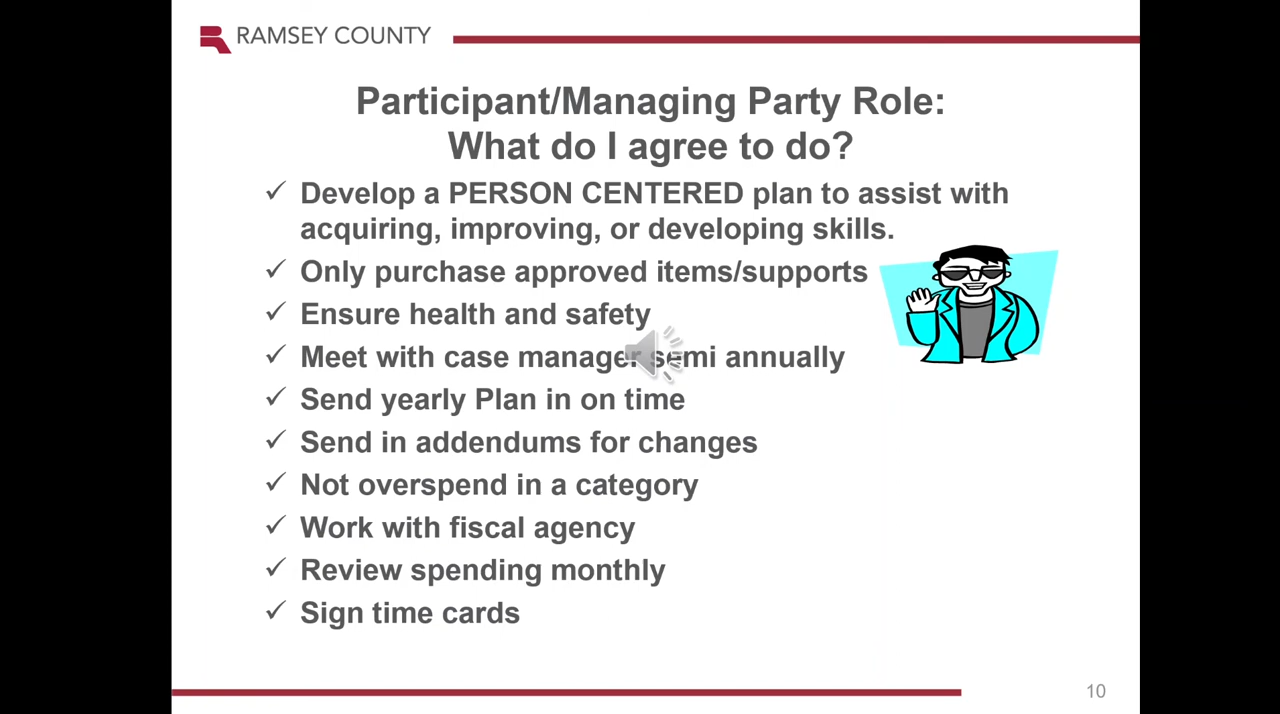 RAMSEY COUNTY
Participant/Managing Party Role:
What do I agree to do?
✓ Develop a PERSON CENTERED plan to assist with
acquiring, improving, or developing skills.
✓ Only purchase approved items/supports
✓ Ensure health and safety
✓ Meet with case manager semi annually
✓ Send yearly Plan in on time
✓ Send in addendums for changes
✓ Not overspend in a category
✓ Work with fiscal agency
✓ Review spending monthly
✓ Sign time cards
10